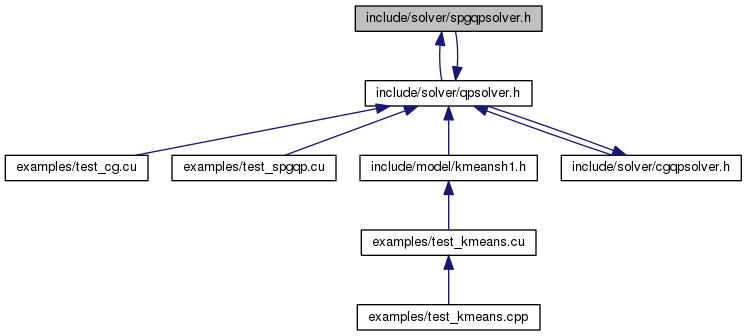 include/solver/spgqpsolver.h
include/solver/qpsolver.h
examples/test_cg.cu
examples/test_spgqp.cu
include/model/kmeansh1.h
include/solver/cgqpsolver.h
examples/test_kmeans.cu
examples/test_kmeans.cpp